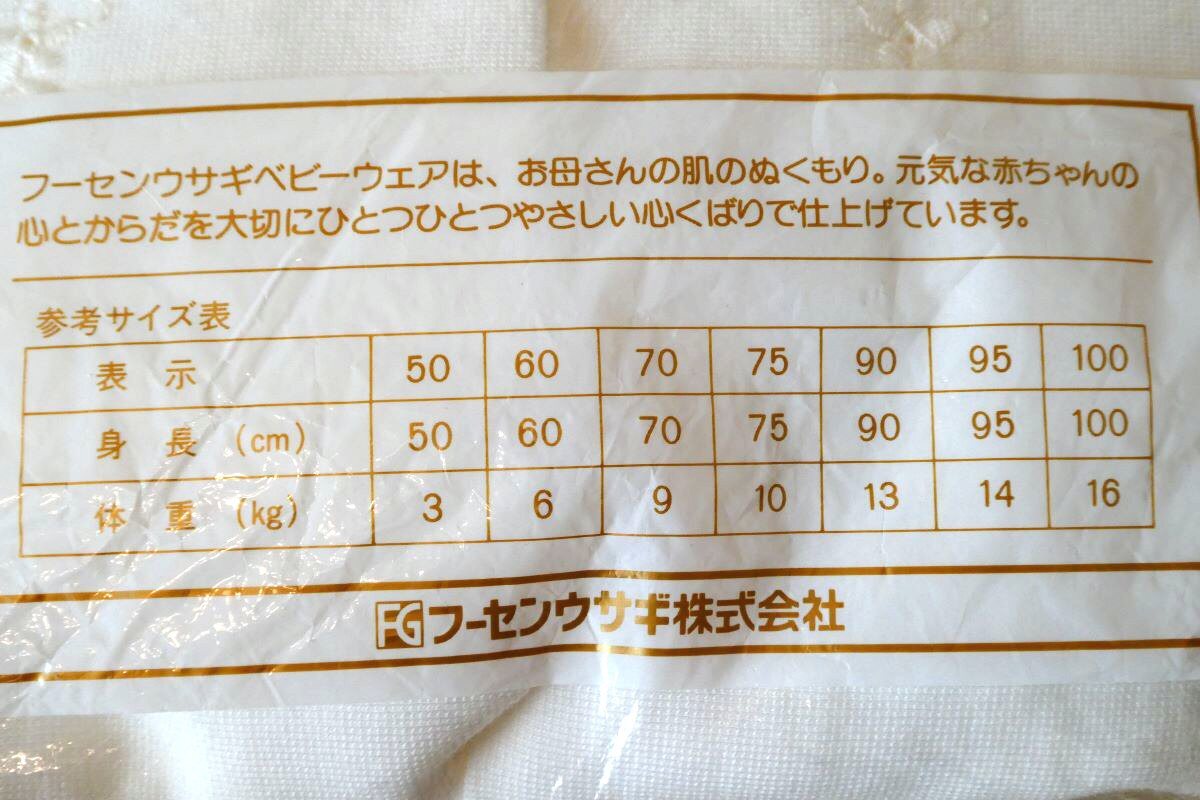 フーセンウサギベビーウェアは、お母さんの肌のぬくもり。元気な赤ちゃんの
心とからだを大切にひとつひとつやさしい心くばりで仕上げています。
参考サイズ表
表 示 50 60 70 75 90 95 100
身 長 (cm) 50 60 70 75 90 95 100
体 重 (kg) 3 6 9 10 13 14 16
FG フーセンウサギ株式会社